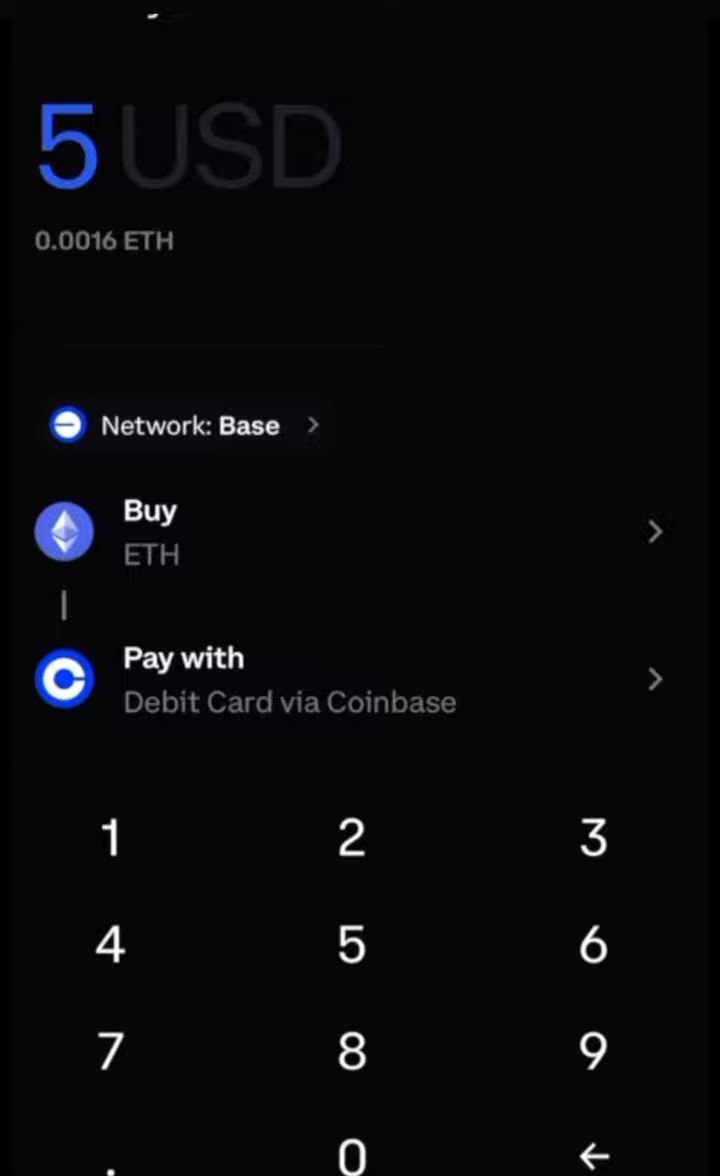 5 USD
0.0016 ETH
Network: Base
Buy
ETH
Pay with
Debit Card via Coinbase
1 2 3
4 5 6
7 8 9
. 0 ←